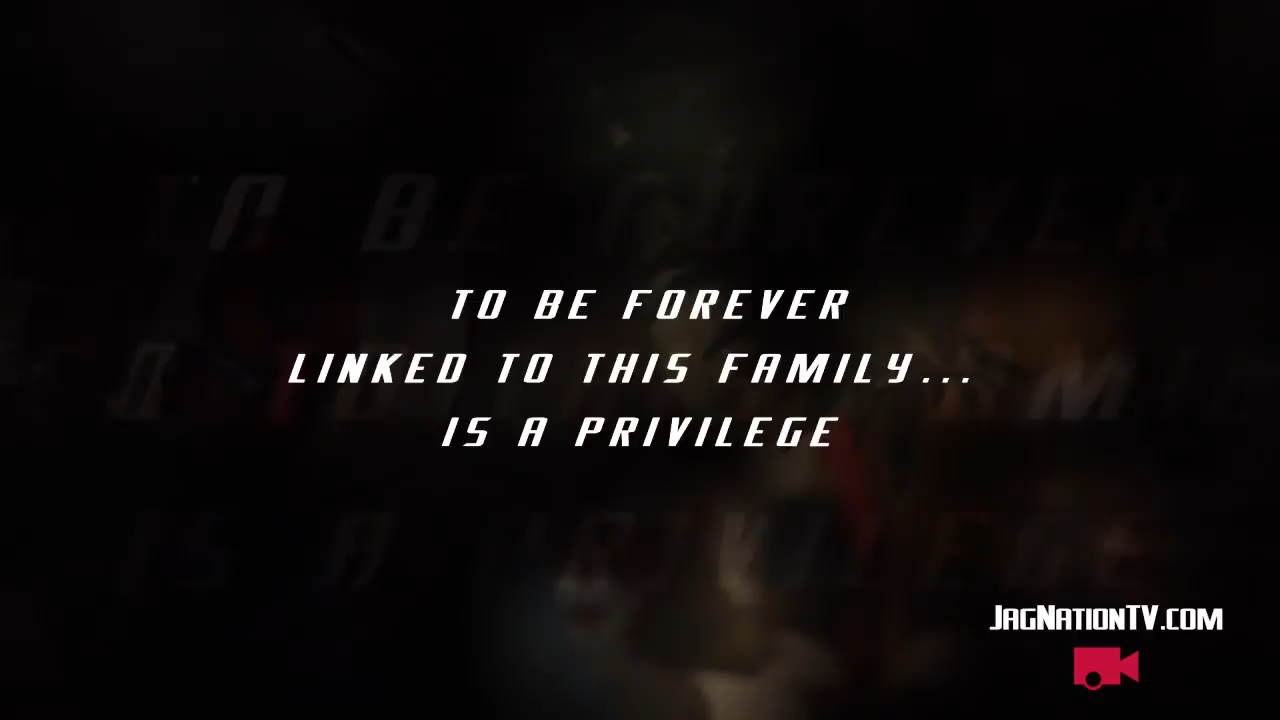 TO BE FOREVER
LINKED TO THIS FAMILY...
IS A PRIVILEGE
JAGNATIONTV.COM